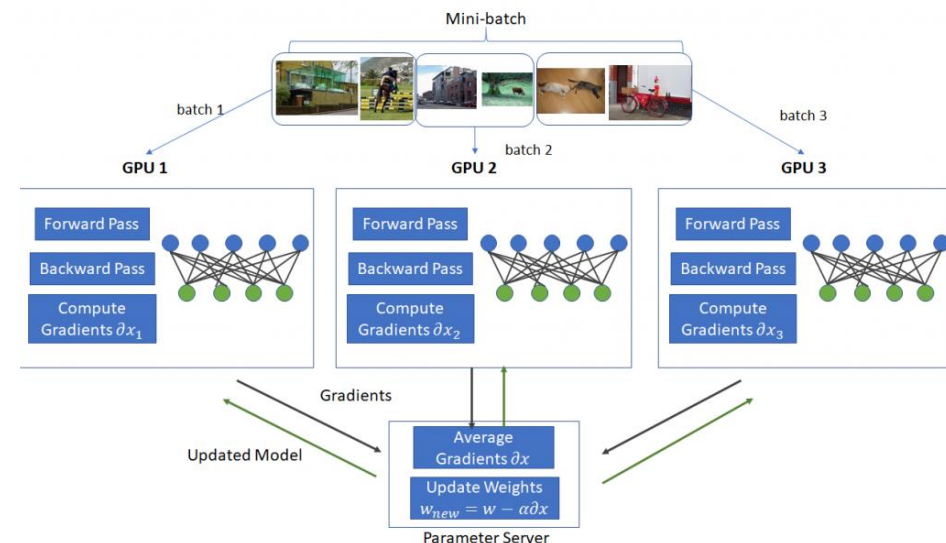 Mini-batch
batch 1
batch 2
batch 3
GPU 1
GPU 2
GPU 3
Forward Pass
Backward Pass
Compute
Gradients ∂x₁
Forward Pass
Backward Pass
Compute
Gradients ∂x₂
Forward Pass
Backward Pass
Compute
Gradients ∂x₃
Gradients
Updated Model
Average
Gradients ∂x
Update Weights
w_new = w − α∂x
Parameter Server